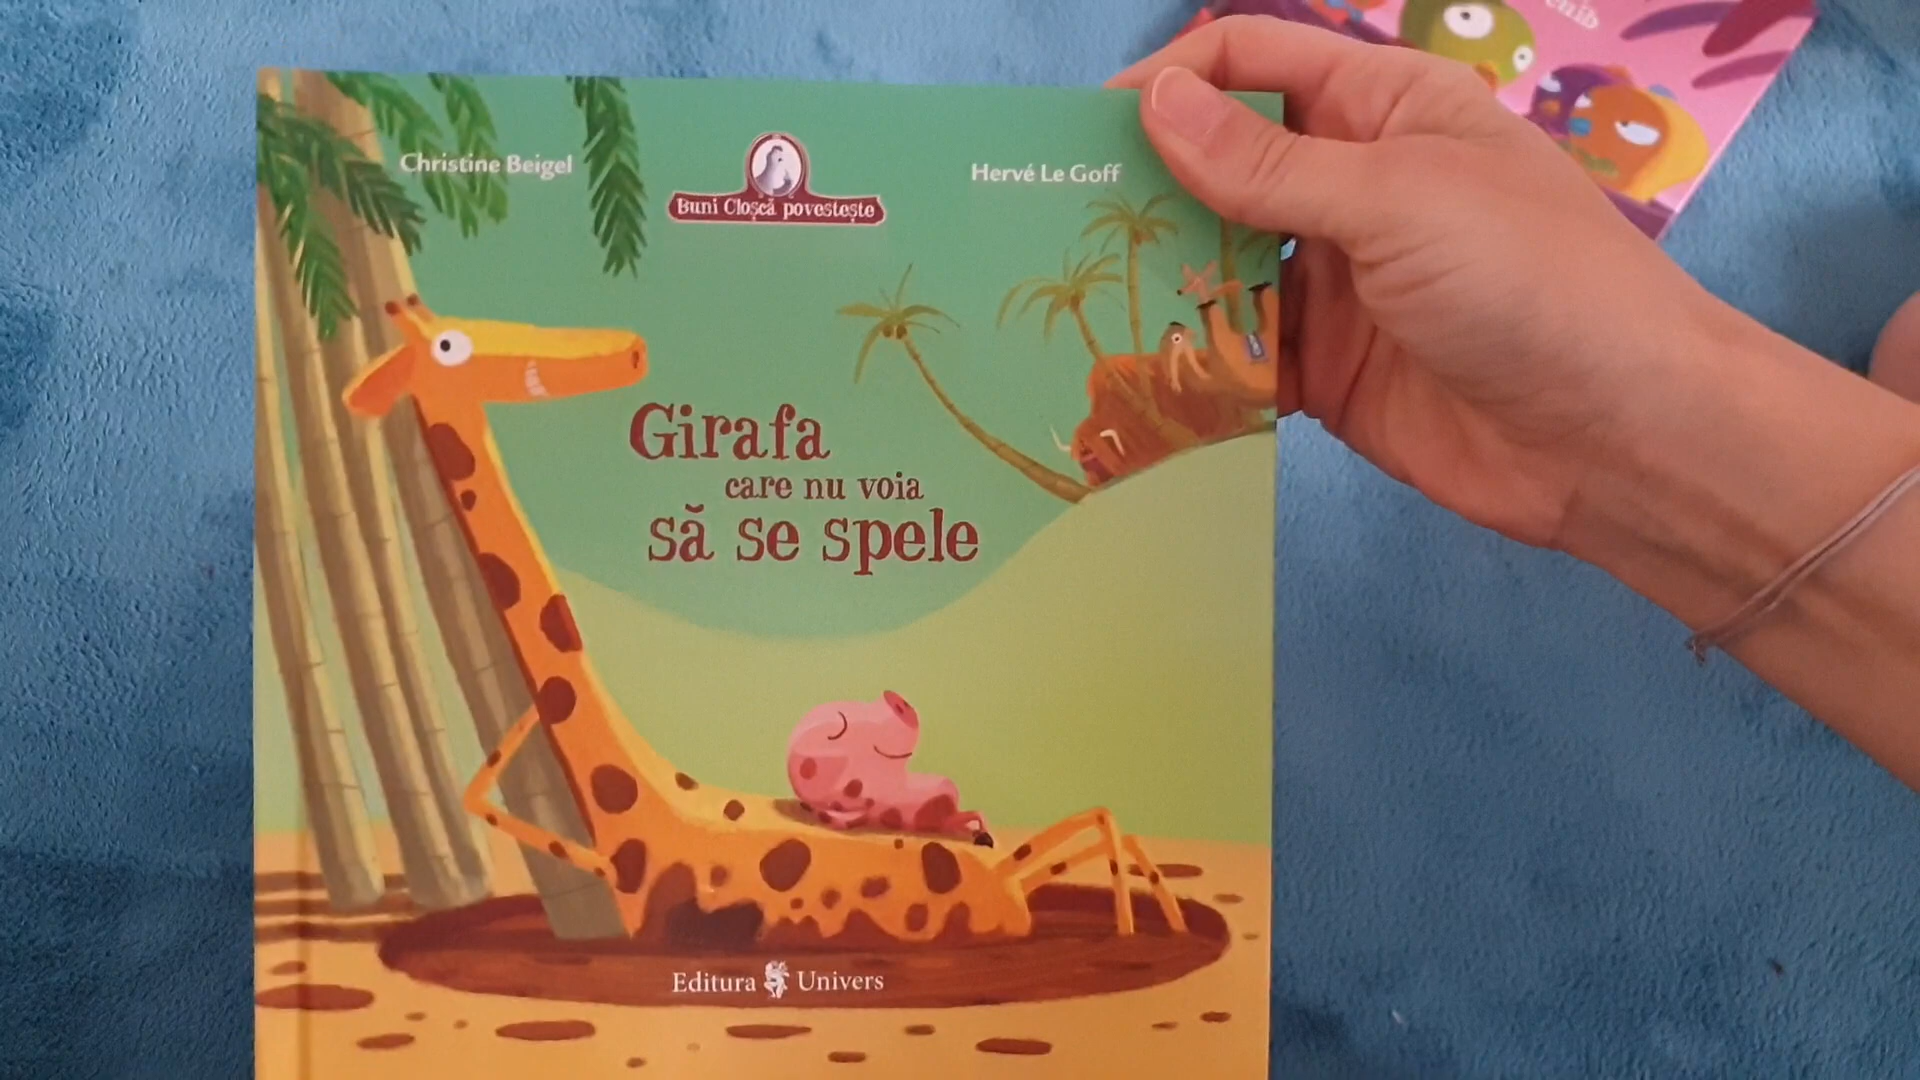 Christine Beigel
Buni Cloșcă povestește
Hervé Le Goff
Girafa
care nu voia
să se spele
Editura Univers